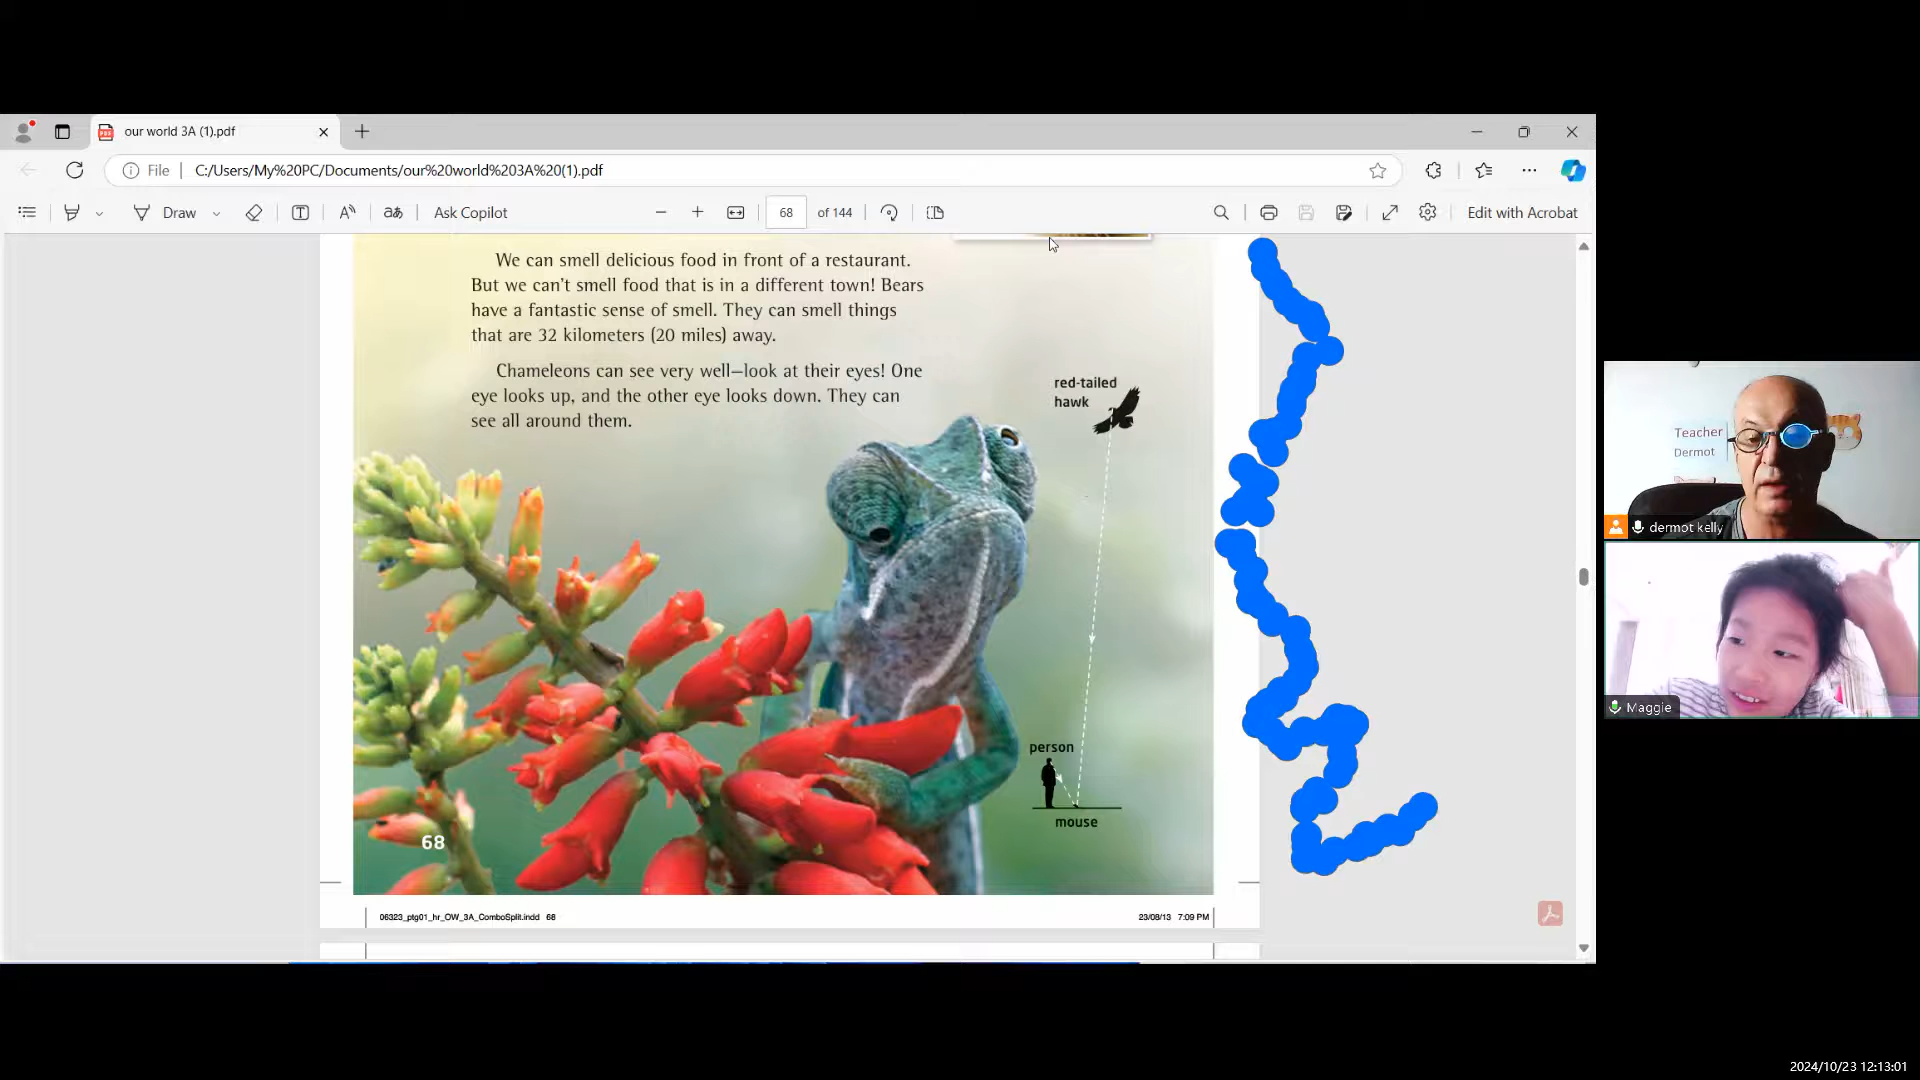 our world 3A (1).pdf
File
C:/Users/My%20PC/Documents/our%20world%203A%20(1).pdf
Draw
Ask Copilot
68 of 144
Edit with Acrobat
We can smell delicious food in front of a restaurant.
But we can't smell food that is in a different town! Bears
have a fantastic sense of smell. They can smell things
that are 32 kilometers (20 miles) away.
Chameleons can see very well—look at their eyes! One
eye looks up, and the other eye looks down. They can
see all around them.
red-tailed
hawk
person
mouse
68
06323_ptg01_hr_OW_3A_ComboSplit.indd 68
23/08/13 7:09 PM
Teacher
Dermot
dermot kelly
Maggie
2024/10/23 12:13:01